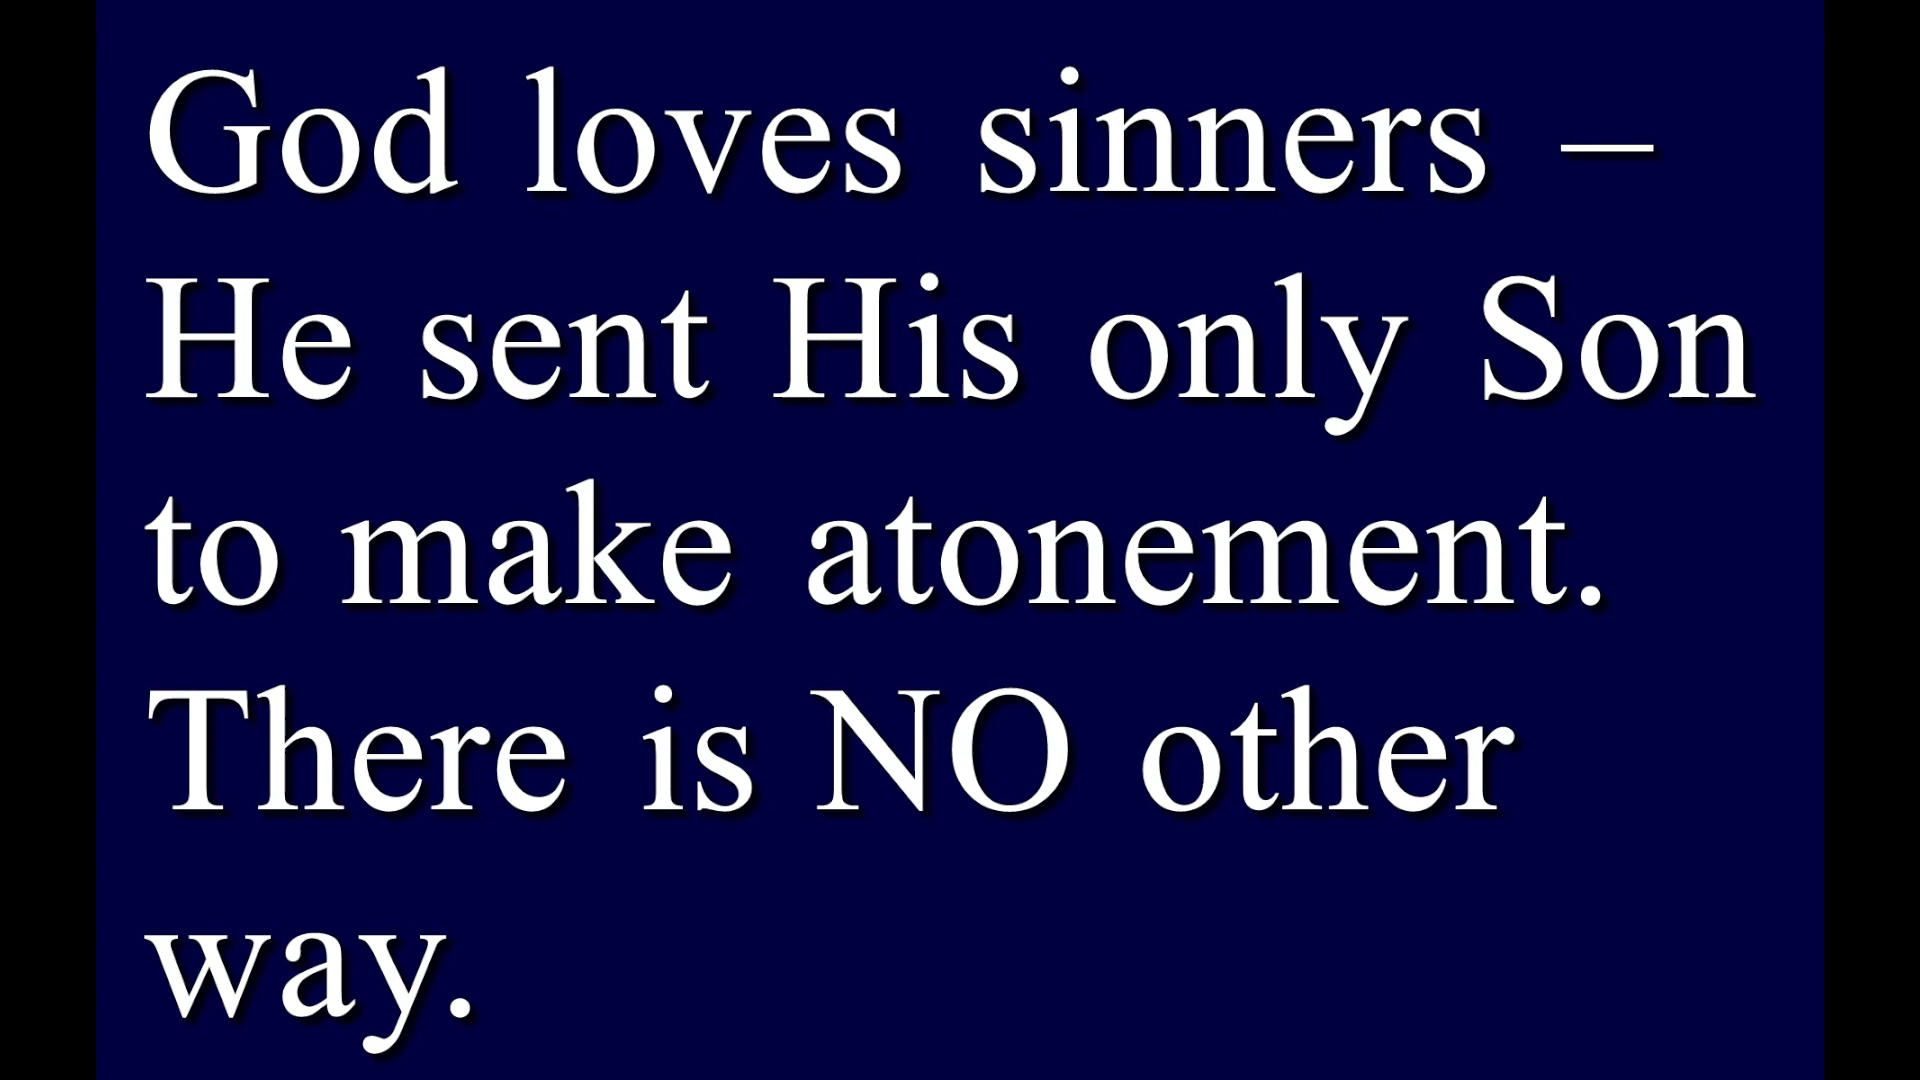 God loves sinners –
He sent His only Son
to make atonement.
There is NO other
way.